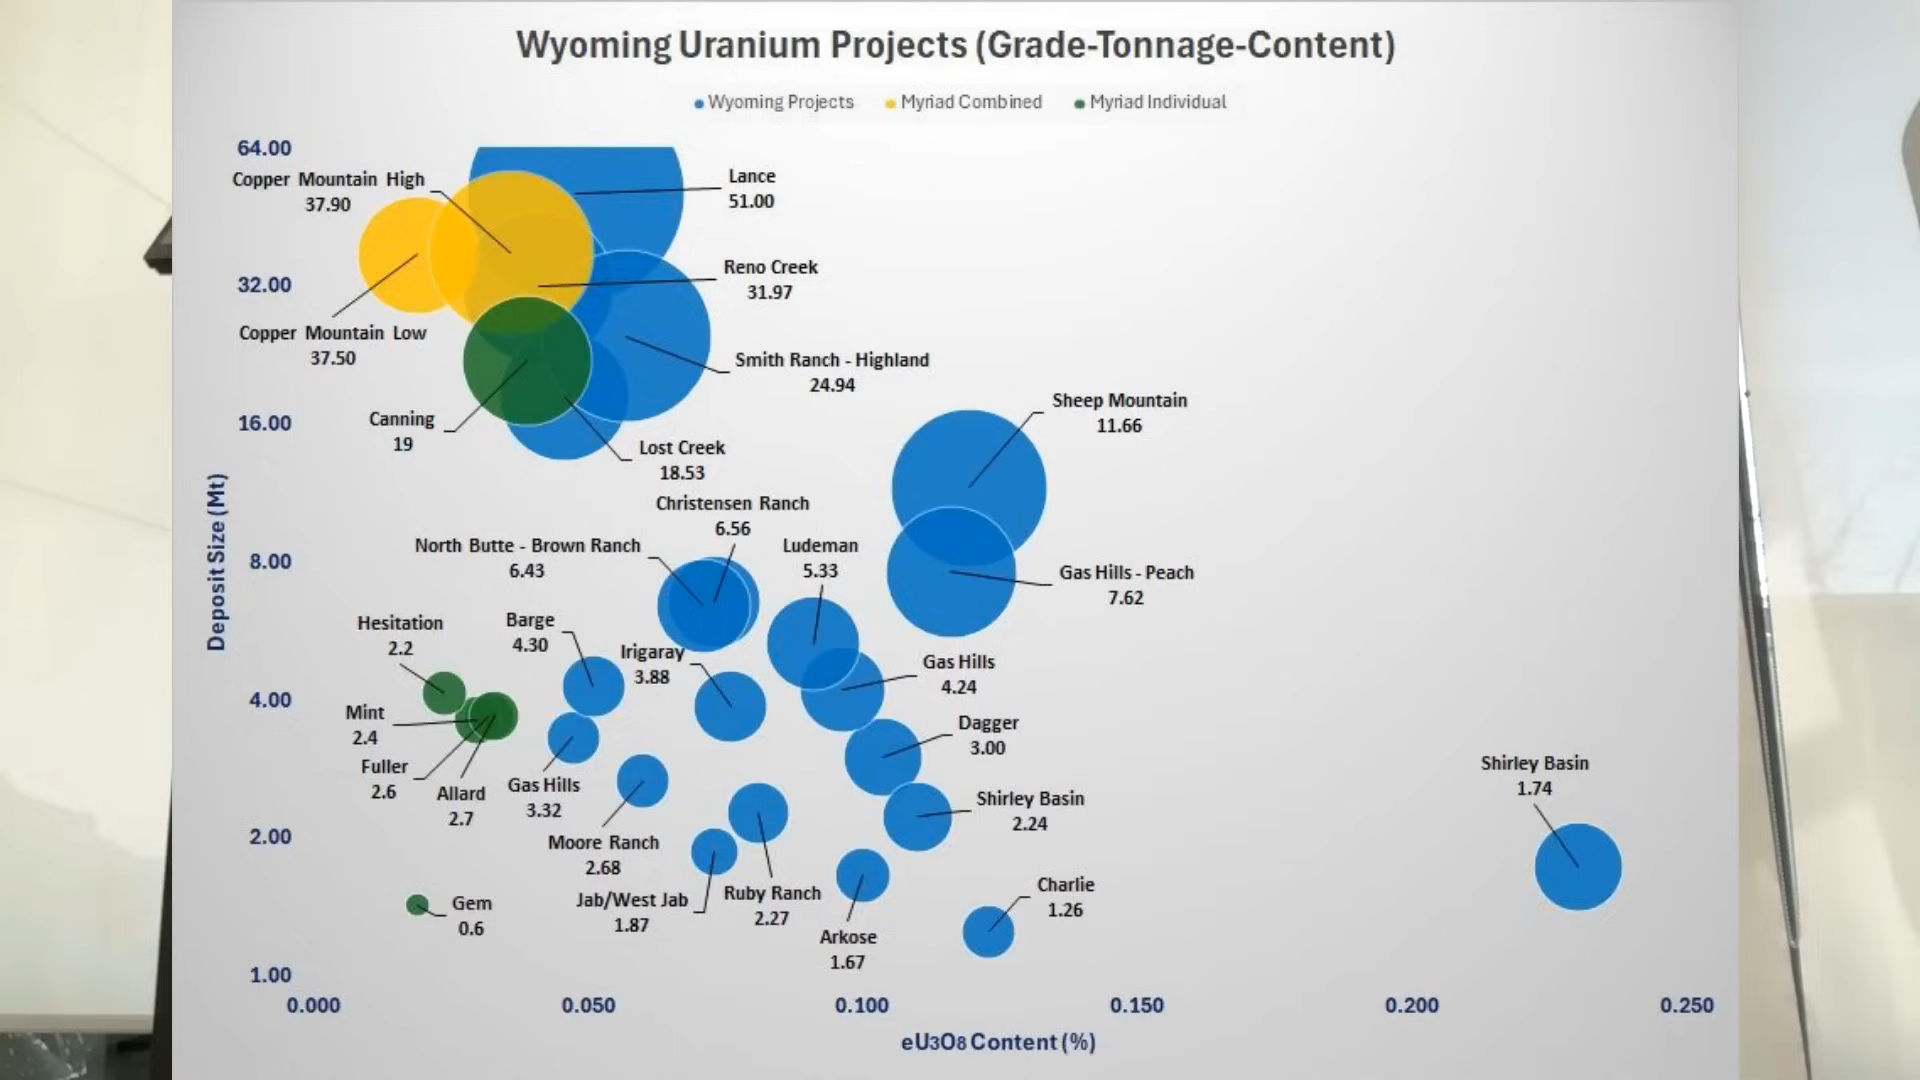 Wyoming Uranium Projects (Grade-Tonnage-Content)
Wyoming Projects
Myriad Combined
Myriad Individual
64.00
Copper Mountain High
37.90
Lance
51.00
32.00
Reno Creek
31.97
Copper Mountain Low
37.50
Smith Ranch - Highland
24.94
Sheep Mountain
11.66
16.00
Canning
19
Lost Creek
18.53
Christensen Ranch
6.56
North Butte - Brown Ranch
6.43
Ludeman
5.33
Deposit Size (Mt)
8.00
Gas Hills - Peach
7.62
Hesitation
2.2
Barge
4.30
Irigaray
3.88
Gas Hills
4.24
4.00
Mint
2.4
Dagger
3.00
Fuller
2.6
Allard
2.7
Gas Hills
3.32
Shirley Basin
1.74
Shirley Basin
2.24
2.00
Moore Ranch
2.68
Jab/West Jab
1.87
Ruby Ranch
2.27
Charlie
1.26
Gem
0.6
Arkose
1.67
1.00
0.000
0.050
0.100
0.150
0.200
0.250
eU3O8 Content (%)